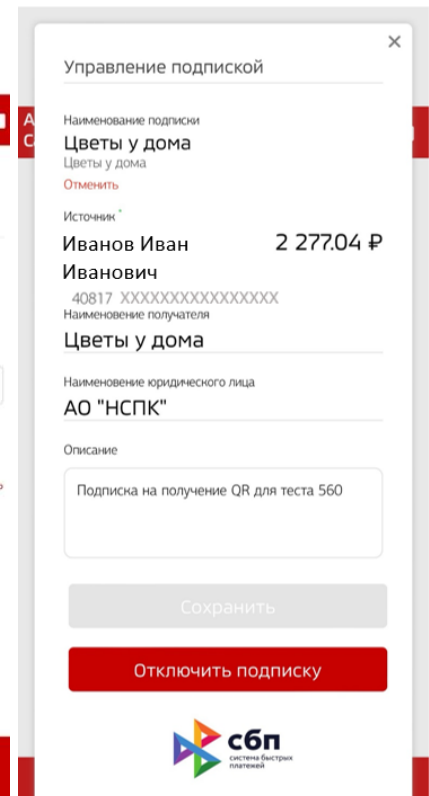 ×
Управление подпиской
Наименование подписки
Цветы у дома
Цветы у дома
Отменить
Источник *
Иванов Иван 2 277.04 ₽
Иванович
40817 XXXXXXXXXXXXXXXX
Наименовение получателя
Цветы у дома
Наименовение юридического лица
АО "НСПК"
Описание
Подписка на получение QR для теста 560
Сохранить
Отключить подписку
сбп
система быстрых
платежей